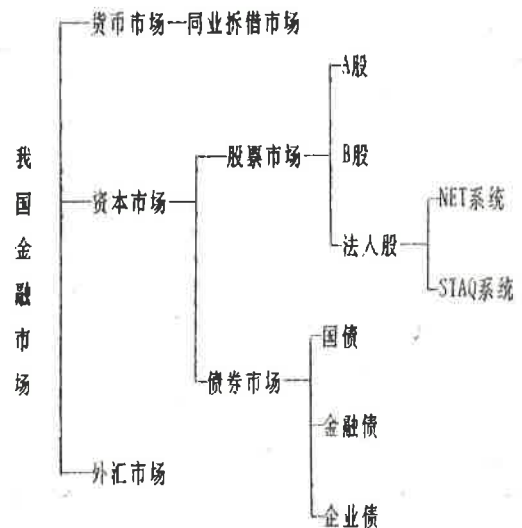 我国金融市场
货币市场—同业拆借市场
资本市场
股票市场
A股
B股
法人股
NET系统
STAQ系统
债券市场
国债
金融债
企业债
外汇市场